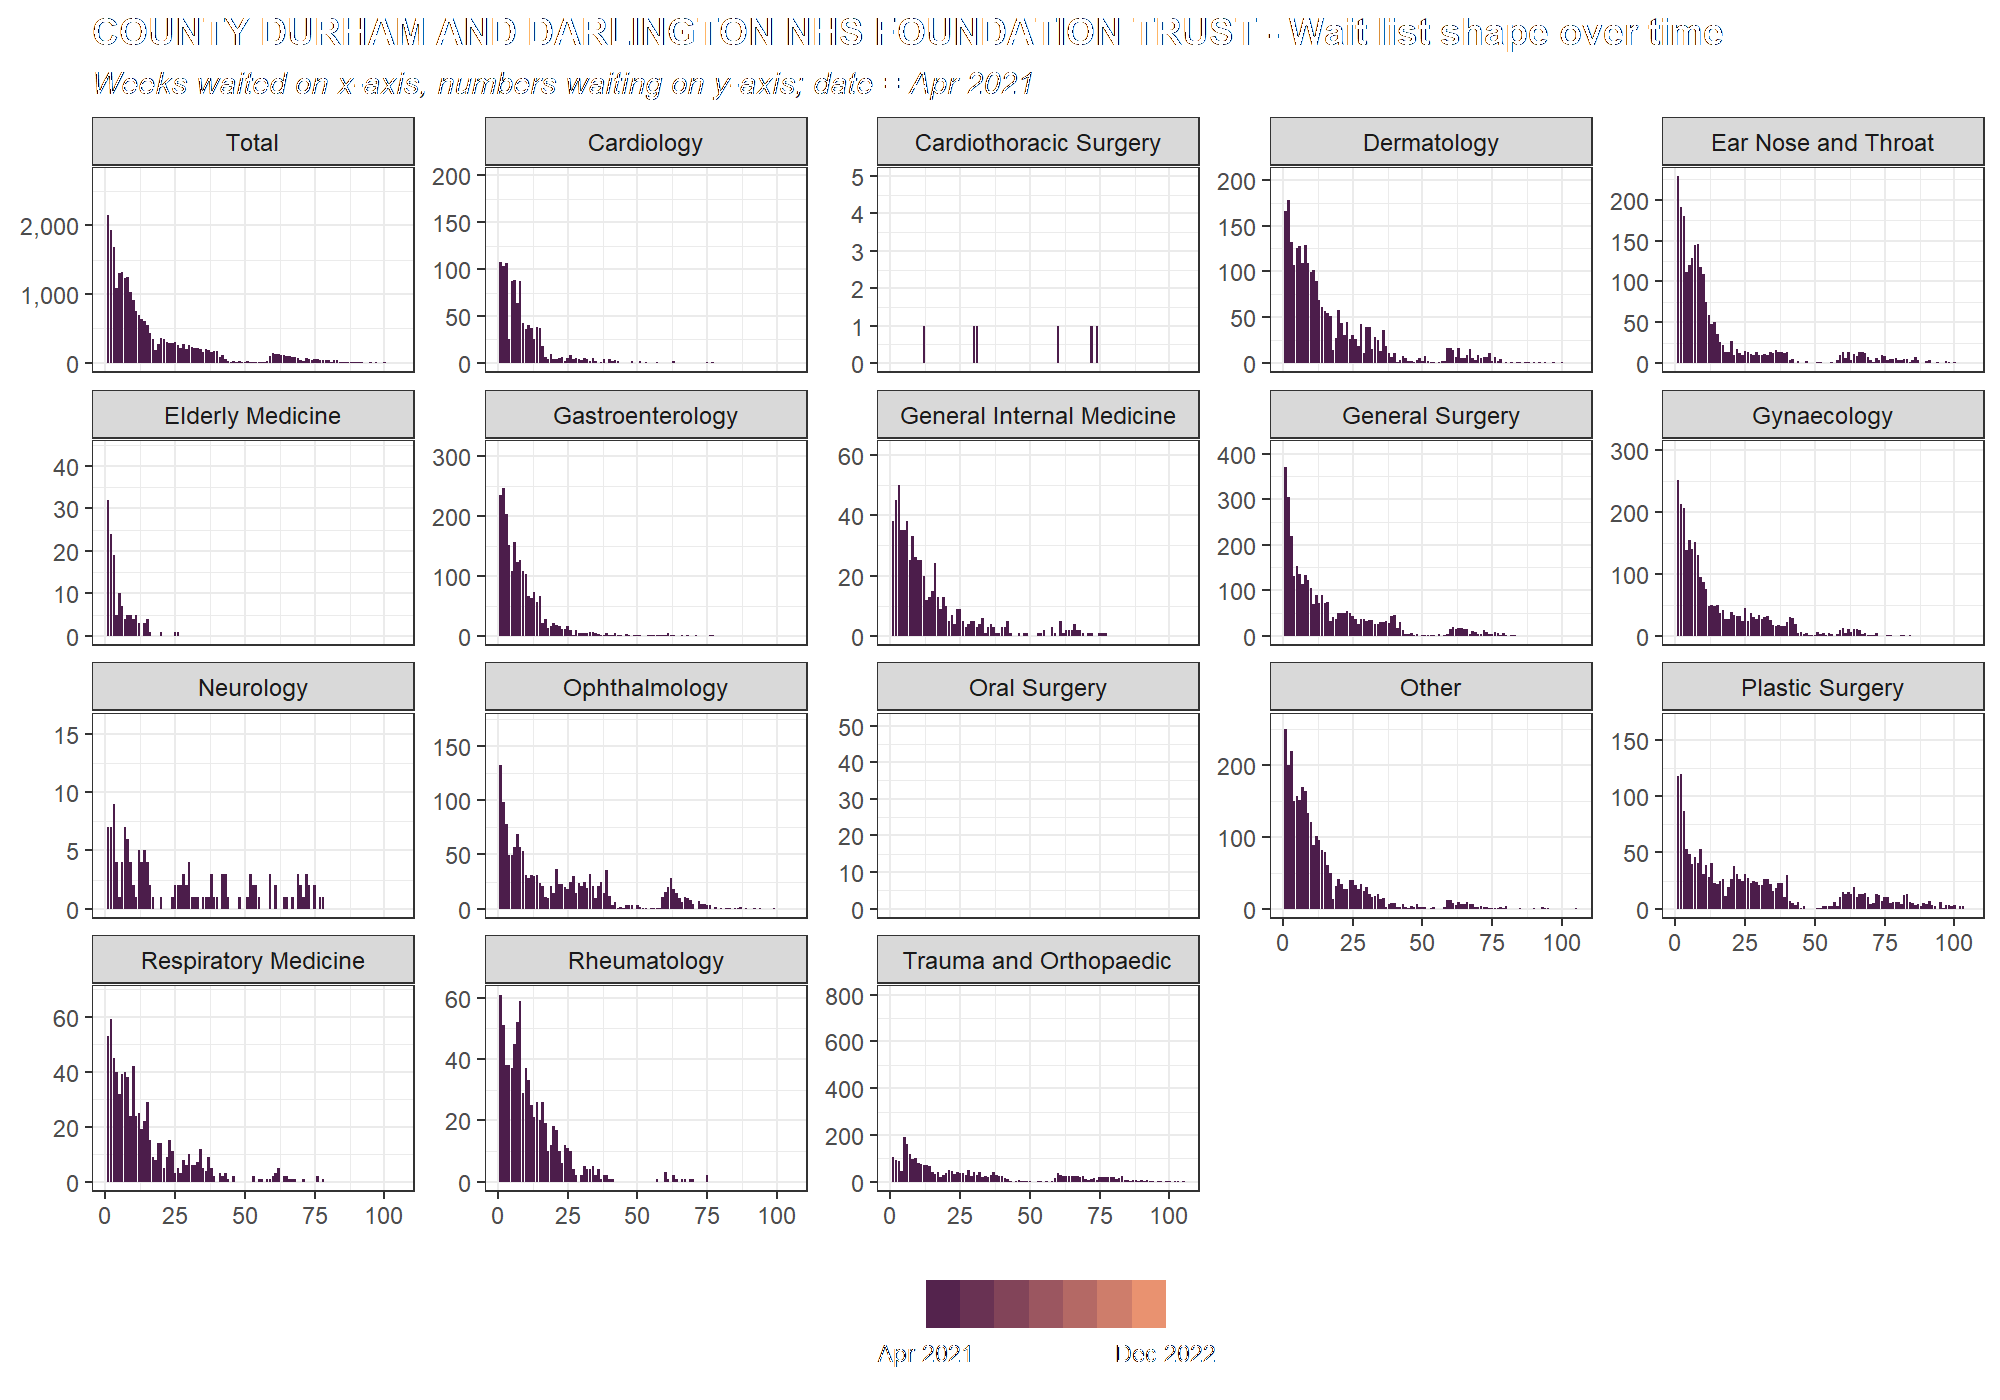 COUNTY DURHAM AND DARLINGTON NHS FOUNDATION TRUST - Wait list shape over time
Weeks waited on x-axis, numbers waiting on y-axis; date = Apr 2021
Total
Cardiology
Cardiothoracic Surgery
Dermatology
Ear Nose and Throat
2,000
1,000
0
200
150
100
50
0
5
4
3
2
1
0
200
150
100
50
0
200
150
100
50
0
Elderly Medicine
Gastroenterology
General Internal Medicine
General Surgery
Gynaecology
40
30
20
10
0
300
200
100
0
60
40
20
0
400
300
200
100
0
300
200
100
0
Neurology
Ophthalmology
Oral Surgery
Other
Plastic Surgery
15
10
5
0
150
100
50
0
50
40
30
20
10
0
200
100
0
150
100
50
0
0 25 50 75 100
0 25 50 75 100
Respiratory Medicine
Rheumatology
Trauma and Orthopaedic
60
40
20
0
60
40
20
0
800
600
400
200
0
0 25 50 75 100
0 25 50 75 100
0 25 50 75 100
Apr 2021
Dec 2022